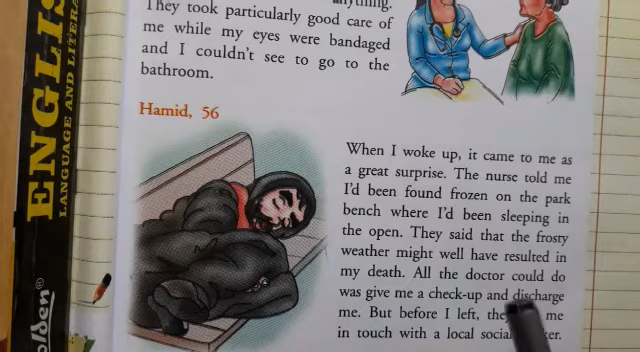 anything.
They took particularly good care of
me while my eyes were bandaged
and I couldn't see to go to the
bathroom.
Hamid, 56
When I woke up, it came to me as
a great surprise. The nurse told me
I'd been found frozen on the park
bench where I'd been sleeping in
the open. They said that the frosty
weather might well have resulted in
my death. All the doctor could do
was give me a check-up and discharge
me. But before I left, me
in touch with a local social
ENGLIS
LANGUAGE AND LITERA
olden®